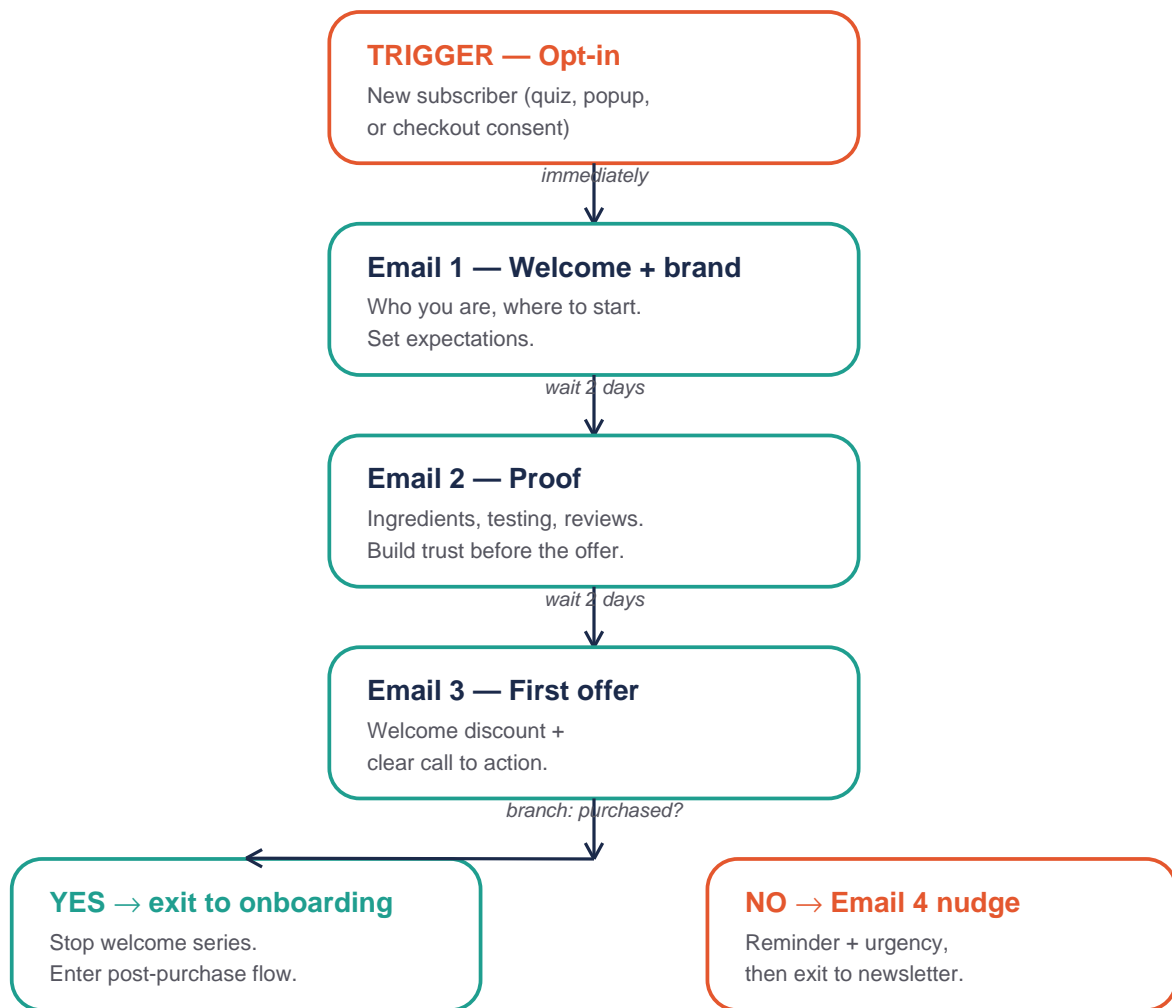 TRIGGER — Opt-in
New subscriber (quiz, popup,
or checkout consent)
immediately
Email 1 — Welcome + brand
Who you are, where to start.
Set expectations.
wait 2 days
Email 2 — Proof
Ingredients, testing, reviews.
Build trust before the offer.
wait 2 days
Email 3 — First offer
Welcome discount +
clear call to action.
branch: purchased?
YES → exit to onboarding
Stop welcome series.
Enter post-purchase flow.
NO → Email 4 nudge
Reminder + urgency,
then exit to newsletter.